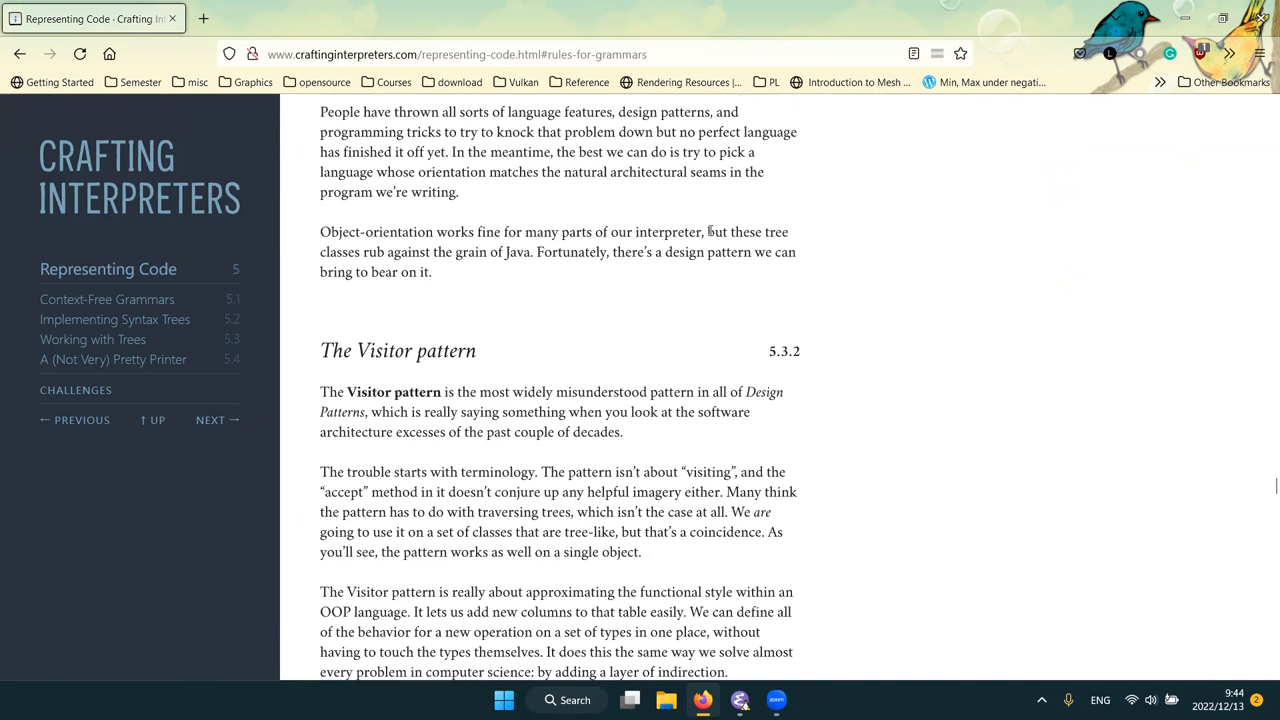 Representing Code · Crafting In
www.craftinginterpreters.com/representing-code.html#rules-for-grammars
Getting Started Semester misc Graphics opensource Courses download Vulkan Reference Rendering Resources |... PL Introduction to Mesh ... Min, Max under negati... Other Bookmarks
CRAFTING
INTERPRETERS
Representing Code 5
Context-Free Grammars 5.1
Implementing Syntax Trees 5.2
Working with Trees 5.3
A (Not Very) Pretty Printer 5.4
CHALLENGES
← PREVIOUS ↑ UP NEXT →
People have thrown all sorts of language features, design patterns, and
programming tricks to try to knock that problem down but no perfect language
has finished it off yet. In the meantime, the best we can do is try to pick a
language whose orientation matches the natural architectural seams in the
program we’re writing.
Object-orientation works fine for many parts of our interpreter, but these tree
classes rub against the grain of Java. Fortunately, there’s a design pattern we can
bring to bear on it.
The Visitor pattern 5.3.2
The Visitor pattern is the most widely misunderstood pattern in all of Design
Patterns, which is really saying something when you look at the software
architecture excesses of the past couple of decades.
The trouble starts with terminology. The pattern isn’t about “visiting”, and the
“accept” method in it doesn’t conjure up any helpful imagery either. Many think
the pattern has to do with traversing trees, which isn’t the case at all. We are
going to use it on a set of classes that are tree-like, but that’s a coincidence. As
you’ll see, the pattern works as well on a single object.
The Visitor pattern is really about approximating the functional style within an
OOP language. It lets us add new columns to that table easily. We can define all
of the behavior for a new operation on a set of types in one place, without
having to touch the types themselves. It does this the same way we solve almost
every problem in computer science: by adding a layer of indirection.
Search
zoom
ENG
9:44
2022/12/13
2